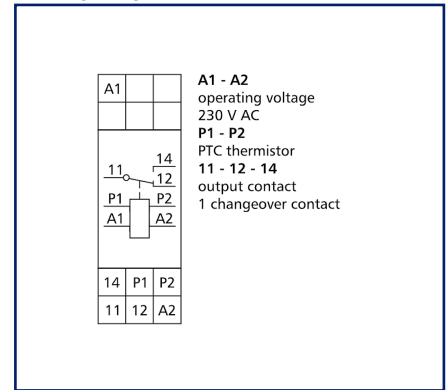 A1
A1 - A2
operating voltage
230 V AC
P1 - P2
PTC thermistor
11 - 12 - 14
output contact
1 changeover contact
14
11
12
P1 P2
A1 A2
14 P1 P2
11 12 A2